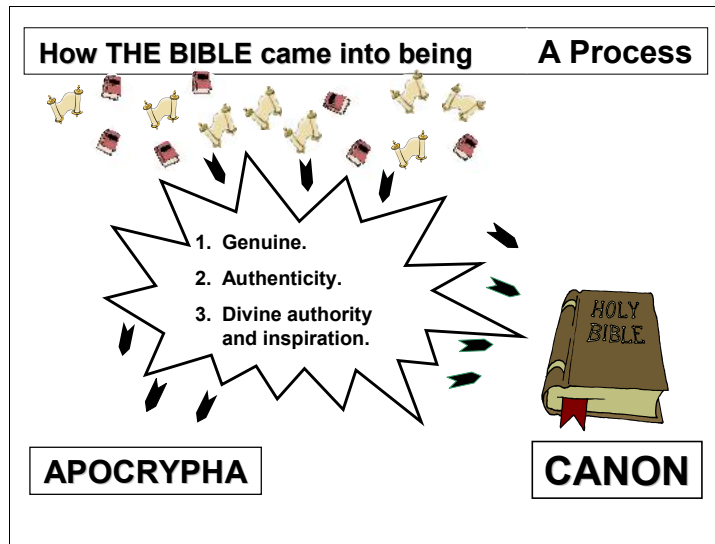 How THE BIBLE came into being A Process
1. Genuine.
2. Authenticity.
3. Divine authority
and inspiration.
HOLY
BIBLE
APOCRYPHA
CANON